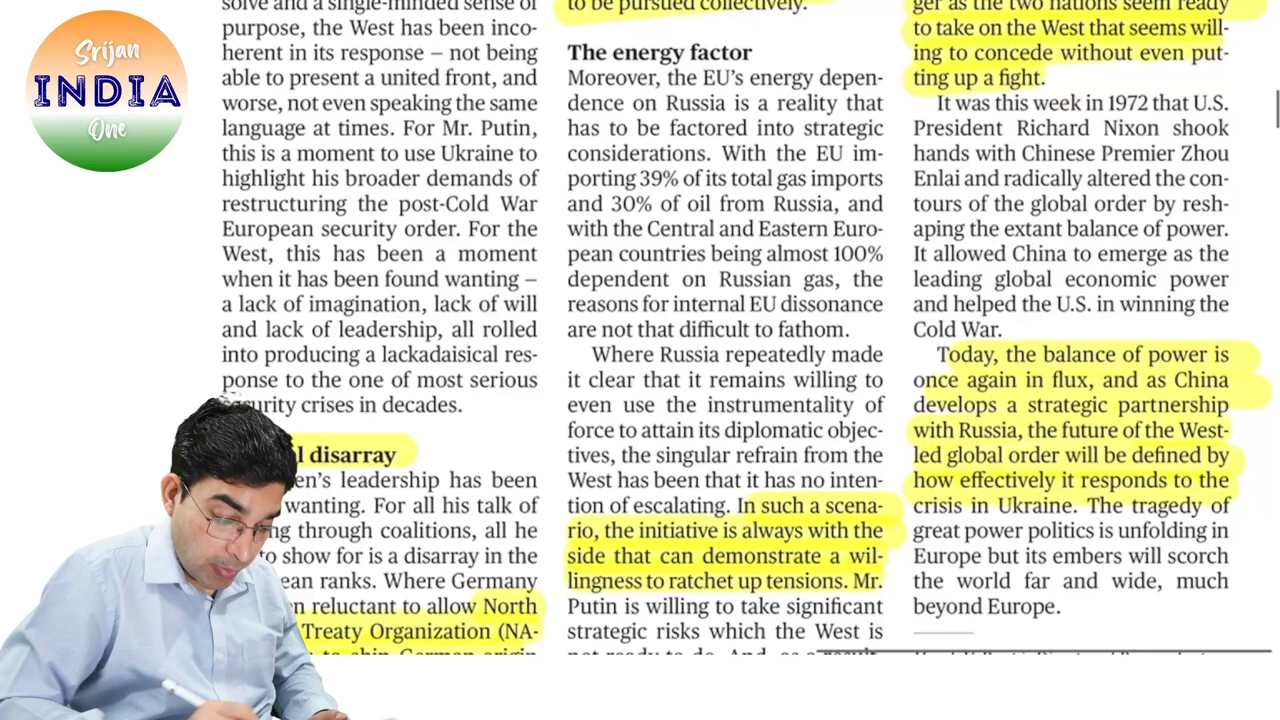 Srijan
INDIA
One
solve and a single-minded sense of
purpose, the West has been inco-
herent in its response – not being
able to present a united front, and
worse, not even speaking the same
language at times. For Mr. Putin,
this is a moment to use Ukraine to
highlight his broader demands of
restructuring the post-Cold War
European security order. For the
West, this has been a moment
when it has been found wanting –
a lack of imagination, lack of will
and lack of leadership, all rolled
into producing a lackadaisical res-
ponse to the one of most serious
urity crises in decades.
l disarray
en's leadership has been
wanting. For all his talk of
ng through coalitions, all he
to show for is a disarray in the
ean ranks. Where Germany
n reluctant to allow North
Treaty Organization (NA-
to ship German origin
to be pursued collectively.
The energy factor
Moreover, the EU's energy depen-
dence on Russia is a reality that
has to be factored into strategic
considerations. With the EU im-
porting 39% of its total gas imports
and 30% of oil from Russia, and
with the Central and Eastern Euro-
pean countries being almost 100%
dependent on Russian gas, the
reasons for internal EU dissonance
are not that difficult to fathom.
Where Russia repeatedly made
it clear that it remains willing to
even use the instrumentality of
force to attain its diplomatic objec-
tives, the singular refrain from the
West has been that it has no inten-
tion of escalating. In such a scena-
rio, the initiative is always with the
side that can demonstrate a wil-
lingness to ratchet up tensions. Mr.
Putin is willing to take significant
strategic risks which the West is
not ready to do. And, as a result,
ger as the two nations seem ready
to take on the West that seems will-
ing to concede without even put-
ting up a fight.
It was this week in 1972 that U.S.
President Richard Nixon shook
hands with Chinese Premier Zhou
Enlai and radically altered the con-
tours of the global order by resh-
aping the extant balance of power.
It allowed China to emerge as the
leading global economic power
and helped the U.S. in winning the
Cold War.
Today, the balance of power is
once again in flux, and as China
develops a strategic partnership
with Russia, the future of the West-
led global order will be defined by
how effectively it responds to the
crisis in Ukraine. The tragedy of
great power politics is unfolding in
Europe but its embers will scorch
the world far and wide, much
beyond Europe.